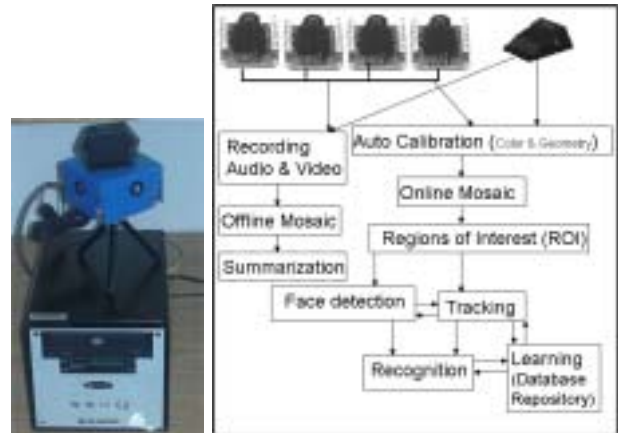 Recording
Audio & Video
Auto Calibration (Color & Geometry)
Offline Mosaic
Online Mosaic
Summarization
Regions of Interest (ROI)
Face detection
Tracking
Recognition
Learning
(Database
Repository)